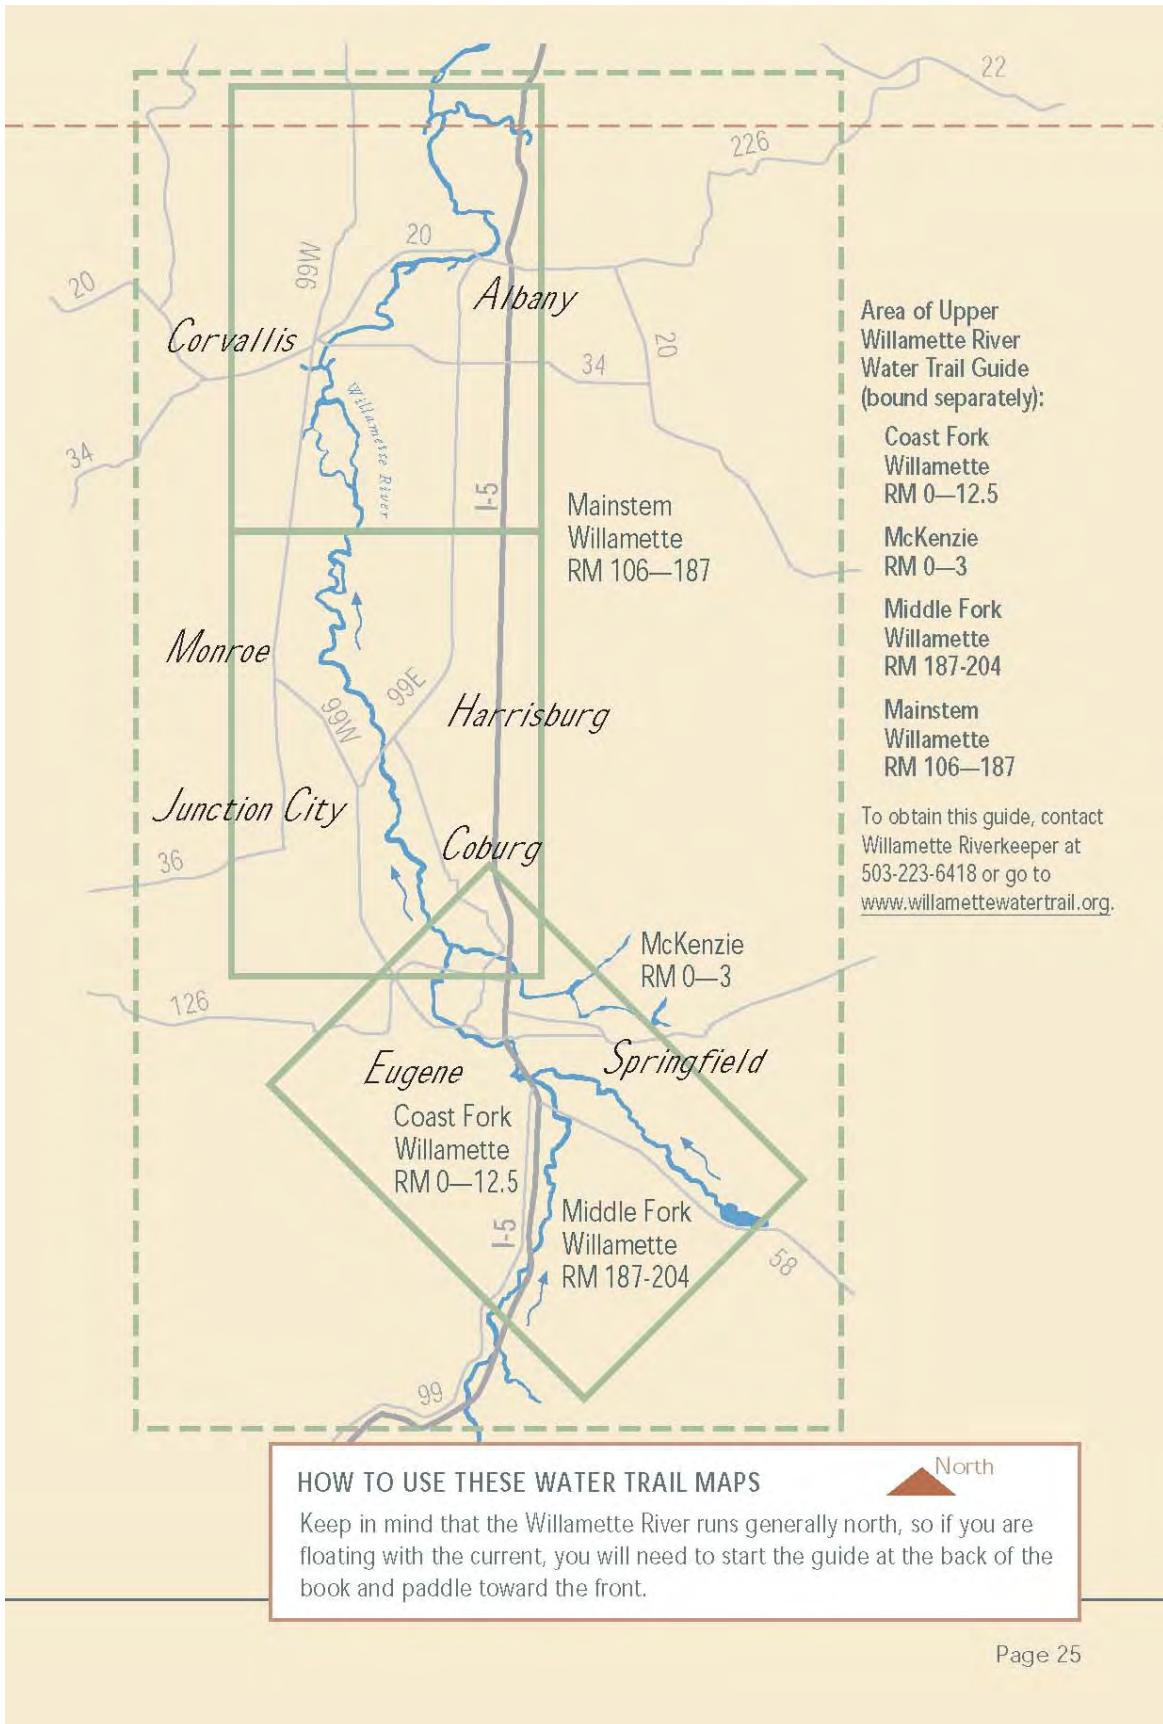 22
226
20
99W
20
Albany
Corvallis
20
34
34
Willamette River
I-5
Mainstem
Willamette
RM 106—187
Monroe
99E
99W
Harrisburg
Junction City
Coburg
36
McKenzie
RM 0—3
126
Eugene
Springfield
Coast Fork
Willamette
RM 0—12.5
I-5
Middle Fork
Willamette
RM 187-204
58
99
Area of Upper
Willamette River
Water Trail Guide
(bound separately):
Coast Fork
Willamette
RM 0—12.5
McKenzie
RM 0—3
Middle Fork
Willamette
RM 187-204
Mainstem
Willamette
RM 106—187
To obtain this guide, contact
Willamette Riverkeeper at
503-223-6418 or go to
www.willamettewatertrail.org.
HOW TO USE THESE WATER TRAIL MAPS
North
Keep in mind that the Willamette River runs generally north, so if you are
floating with the current, you will need to start the guide at the back of the
book and paddle toward the front.
Page 25